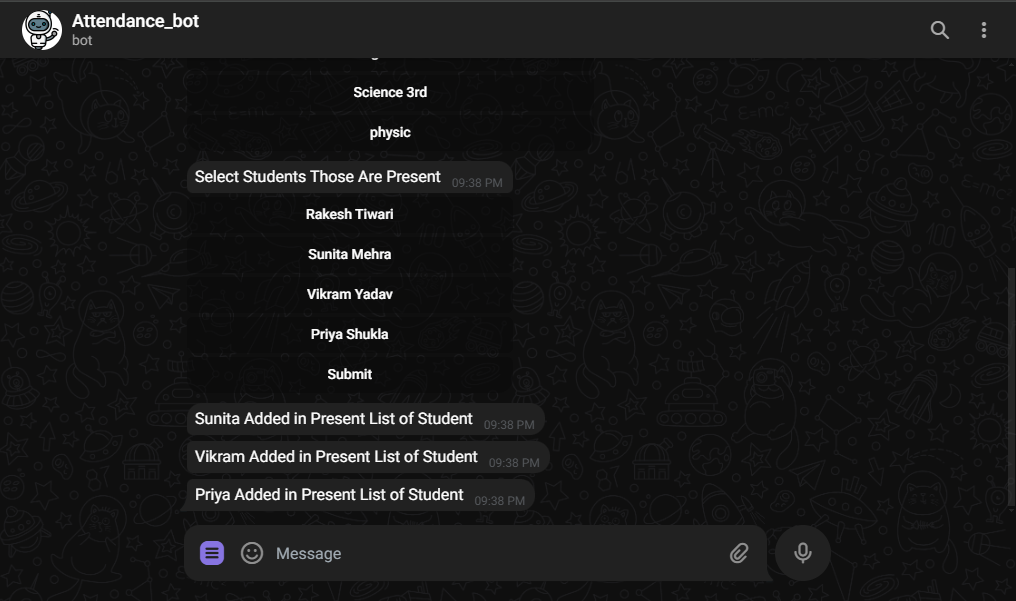 Attendance_bot
bot
Science 3rd
physic
Select Students Those Are Present 09:38 PM
Rakesh Tiwari
Sunita Mehra
Vikram Yadav
Priya Shukla
Submit
Sunita Added in Present List of Student 09:38 PM
Vikram Added in Present List of Student 09:38 PM
Priya Added in Present List of Student 09:38 PM
Message